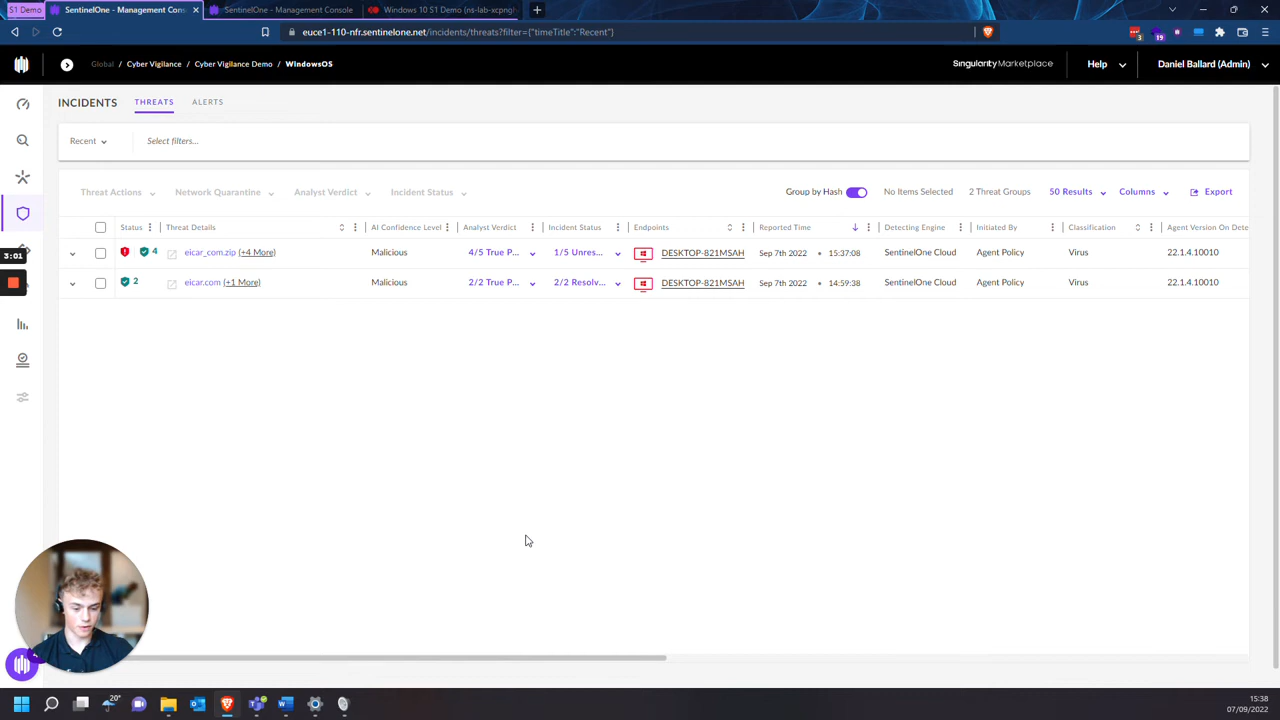 S1 Demo
SentinelOne - Management Cons
SentinelOne - Management Console
Windows 10 S1 Demo (ns-lab-xcpng
euce1-110-nfr.sentinelone.net/incidents/threats?filter={"timeTitle":"Recent"}
Global / Cyber Vigilance / Cyber Vigilance Demo / WindowsOS
Singularity Marketplace
Help
Daniel Ballard (Admin)
INCIDENTS THREATS ALERTS
Recent Select filters...
Threat Actions Network Quarantine Analyst Verdict Incident Status Group by Hash No Items Selected 2 Threat Groups 50 Results Columns Export
Status Threat Details AI Confidence Level Analyst Verdict Incident Status Endpoints Reported Time Detecting Engine Initiated By Classification Agent Version On Dete
4 eicar_com.zip (+4 More) Malicious 4/5 True P... 1/5 Unres... DESKTOP-821MSAH Sep 7th 2022 • 15:37:08 SentinelOne Cloud Agent Policy Virus 22.1.4.10010
2 eicar.com (+1 More) Malicious 2/2 True P... 2/2 Resolv... DESKTOP-821MSAH Sep 7th 2022 • 14:59:38 SentinelOne Cloud Agent Policy Virus 22.1.4.10010
3:01
20°
15:38
07/09/2022